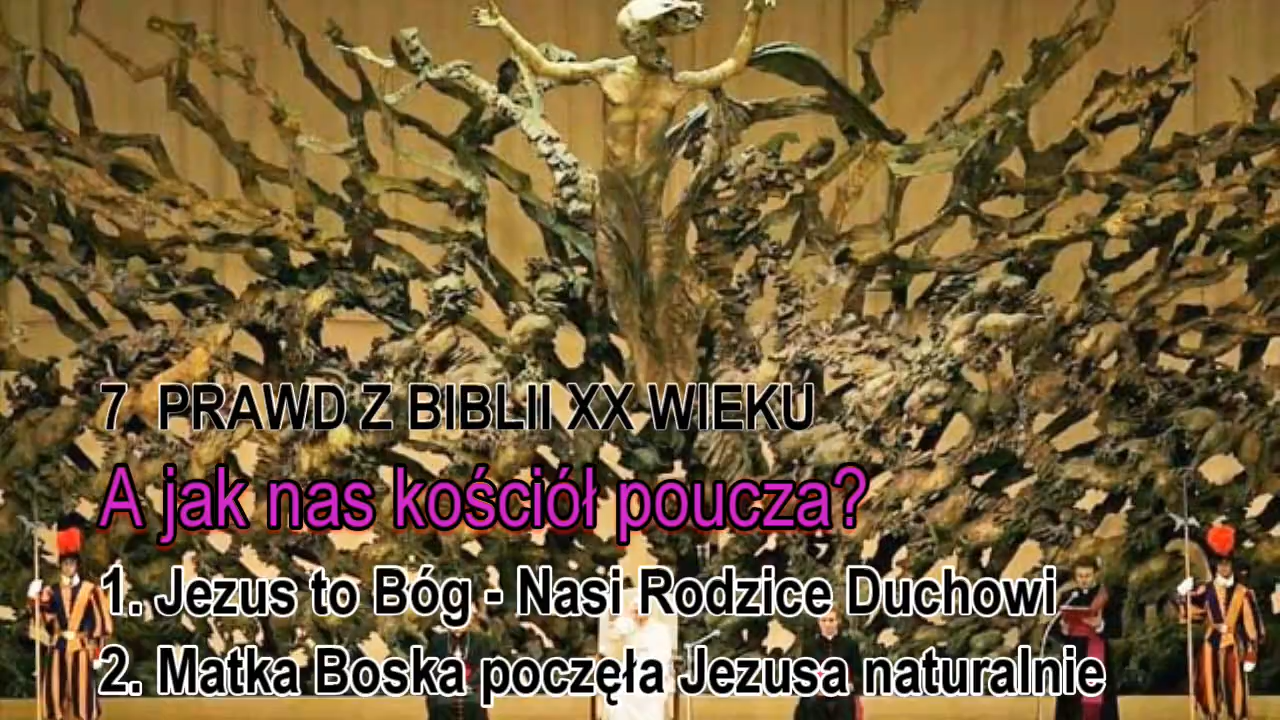 7 PRAWD Z BIBLII XX WIEKU
A jak nas kościół poucza?
1. Jezus to Bóg - Nasi Rodzice Duchowi
2. Matka Boska poczęła Jezusa naturalnie